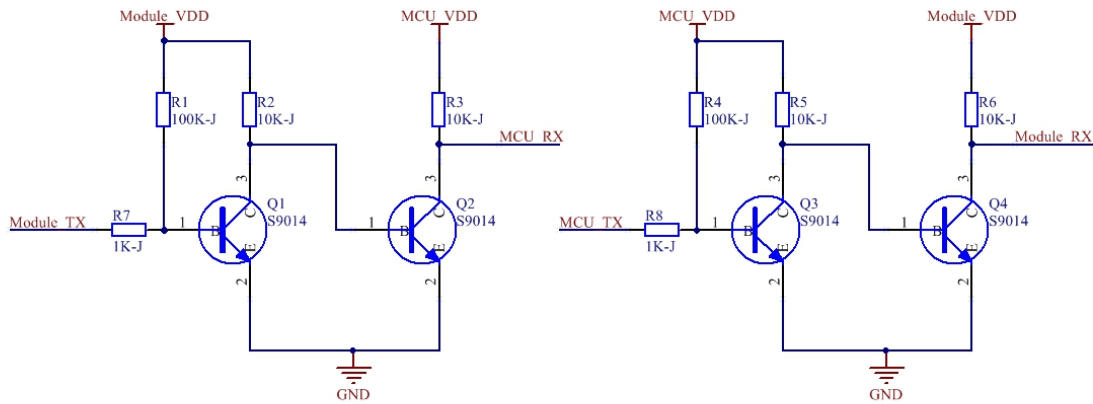 Module_VDD
MCU_VDD
MCU_VDD
Module_VDD
R1
100K-J
R2
10K-J
R3
10K-J
R4
100K-J
R5
10K-J
R6
10K-J
MCU_RX
Module_RX
3
3
3
3
Module_TX
R7
1K-J
1
B
C
E
Q1
S9014
1
B
C
E
Q2
S9014
MCU_TX
R8
1K-J
1
B
C
E
Q3
S9014
1
B
C
E
Q4
S9014
2
2
2
2
GND
GND